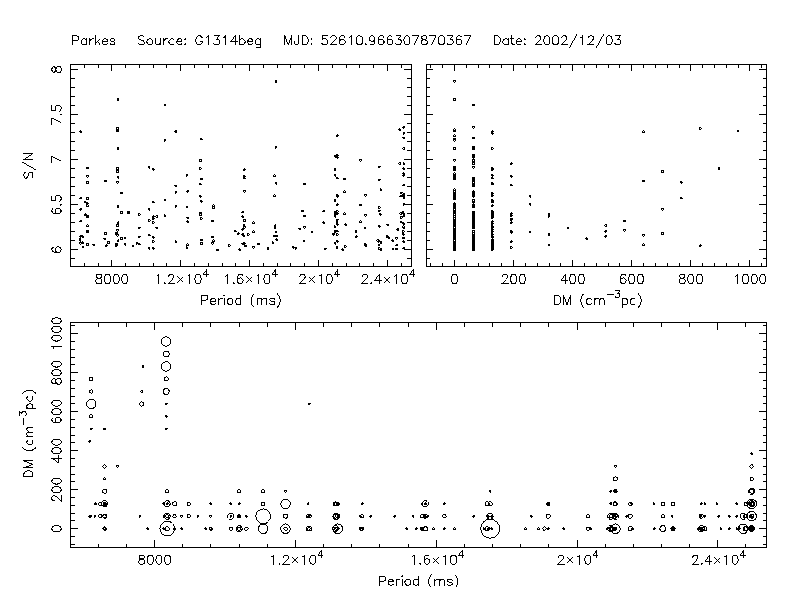 Parkes Source: G1314beg MJD: 52610.966307870367 Date: 2002/12/03
8
7.5
7
6.5
6
S/N
8000 1.2×10⁴ 1.6×10⁴ 2×10⁴ 2.4×10⁴
Period (ms)
0 200 400 600 800 1000
DM (cm⁻³pc)
1000
800
600
400
200
0
DM (cm⁻³pc)
8000 1.2×10⁴ 1.6×10⁴ 2×10⁴ 2.4×10⁴
Period (ms)